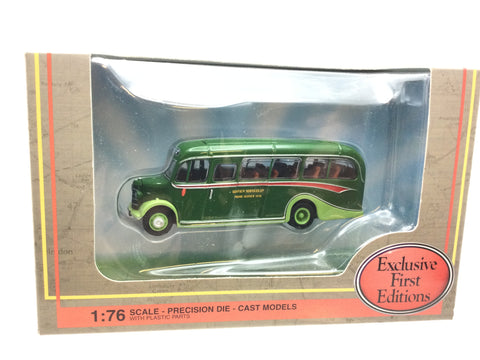 Exclusive
First
Editions
1:76 SCALE - PRECISION DIE - CAST MODELS
WITH PLASTIC PARTS